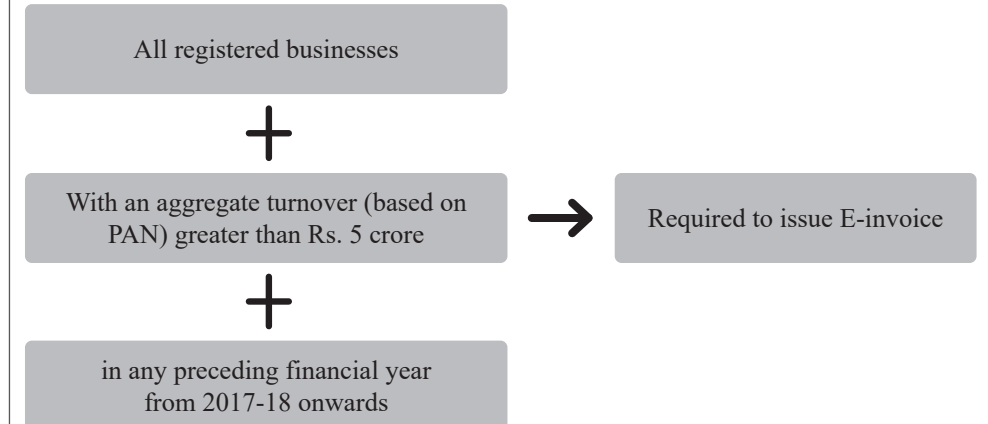 All registered businesses
With an aggregate turnover (based on
PAN) greater than Rs. 5 crore
Required to issue E-invoice
in any preceding financial year
from 2017-18 onwards